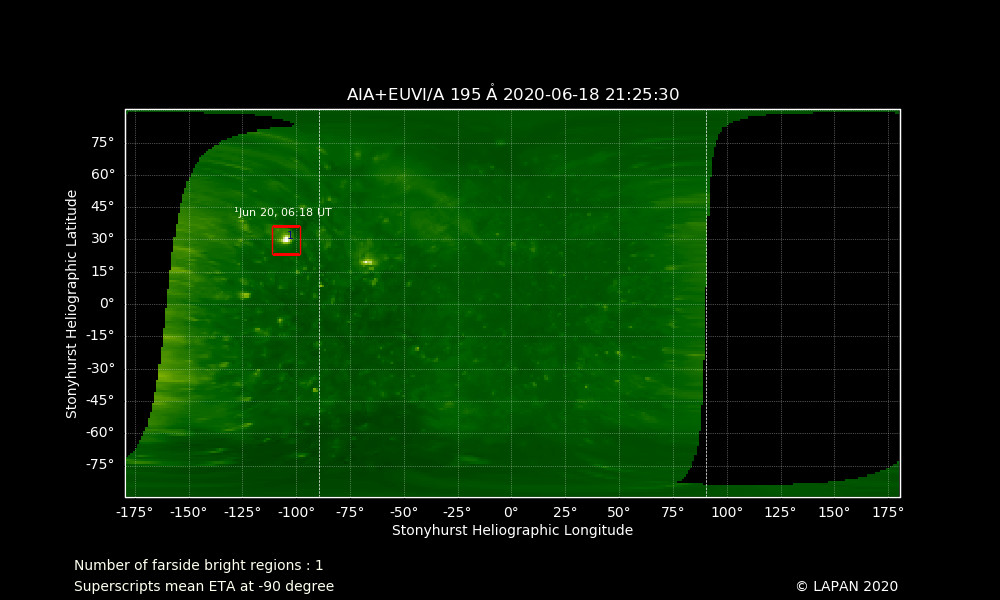 AIA+EUVI/A 195 Å 2020-06-18 21:25:30
75°
60°
45°
30°
15°
0°
-15°
-30°
-45°
-60°
-75°
Stonyhurst Heliographic Latitude
¹Jun 20, 06:18 UT
1
-175° -150° -125° -100° -75° -50° -25° 0° 25° 50° 75° 100° 125° 150° 175°
Stonyhurst Heliographic Longitude
Number of farside bright regions : 1
Superscripts mean ETA at -90 degree
© LAPAN 2020